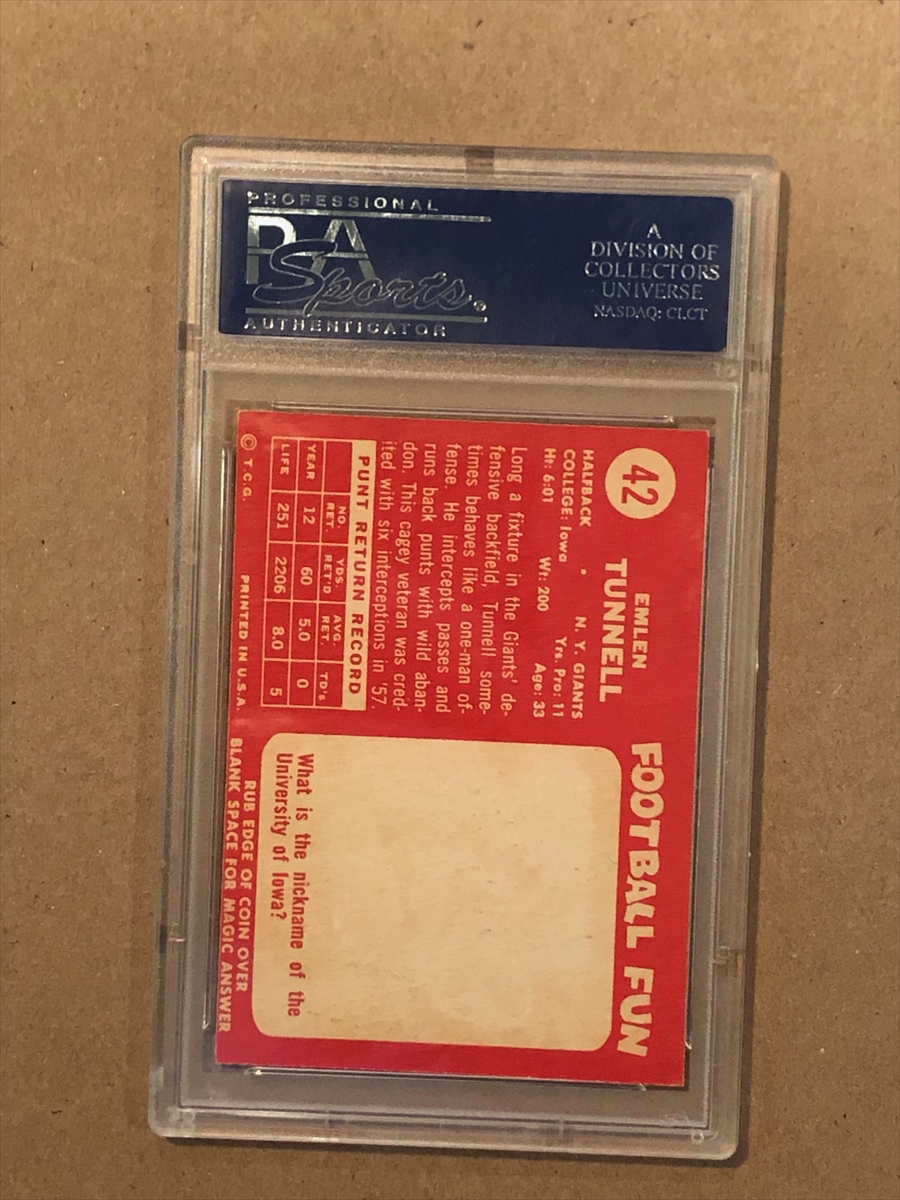 PROFESSIONAL
PSA
Sports
AUTHENTICATOR
A
DIVISION OF
COLLECTORS
UNIVERSE
NASDAQ: CLCT
42
EMLEN
TUNNELL
HALFBACK • N. Y. GIANTS
COLLEGE: Iowa Yrs. Pro: 11
Ht: 6:01 Wt: 200 Age: 33
Long a fixture in the Giants' de-
fensive backfield, Tunnell some-
times behaves like a one-man of-
fense. He intercepts passes and
runs back punts with wild aban-
don. This cagey veteran was cred-
ited with six interceptions in '57.
PUNT RETURN RECORD
NO. RET. YDS. RET'D AVG. RET. TD's
YEAR 12 60 5.0 0
LIFE 251 2206 8.0 5
© T.C.G. PRINTED IN U.S.A.
FOOTBALL FUN
What is the nickname of the
University of Iowa?
RUB EDGE OF COIN OVER
BLANK SPACE FOR MAGIC ANSWER